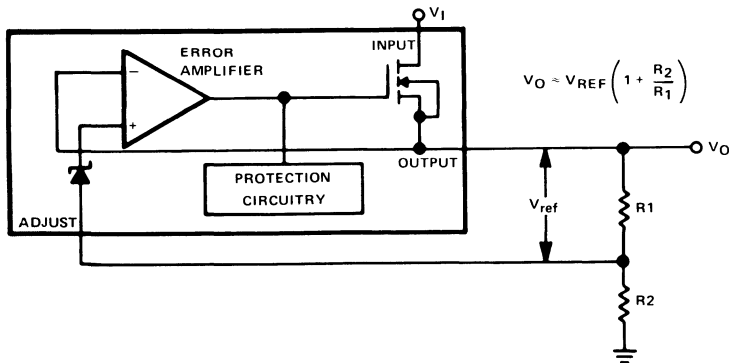 VI
ERROR
AMPLIFIER
INPUT
−
+
VO ≈ VREF (1 + R2/R1)
OUTPUT
VO
PROTECTION
CIRCUITRY
Vref
R1
ADJUST
R2